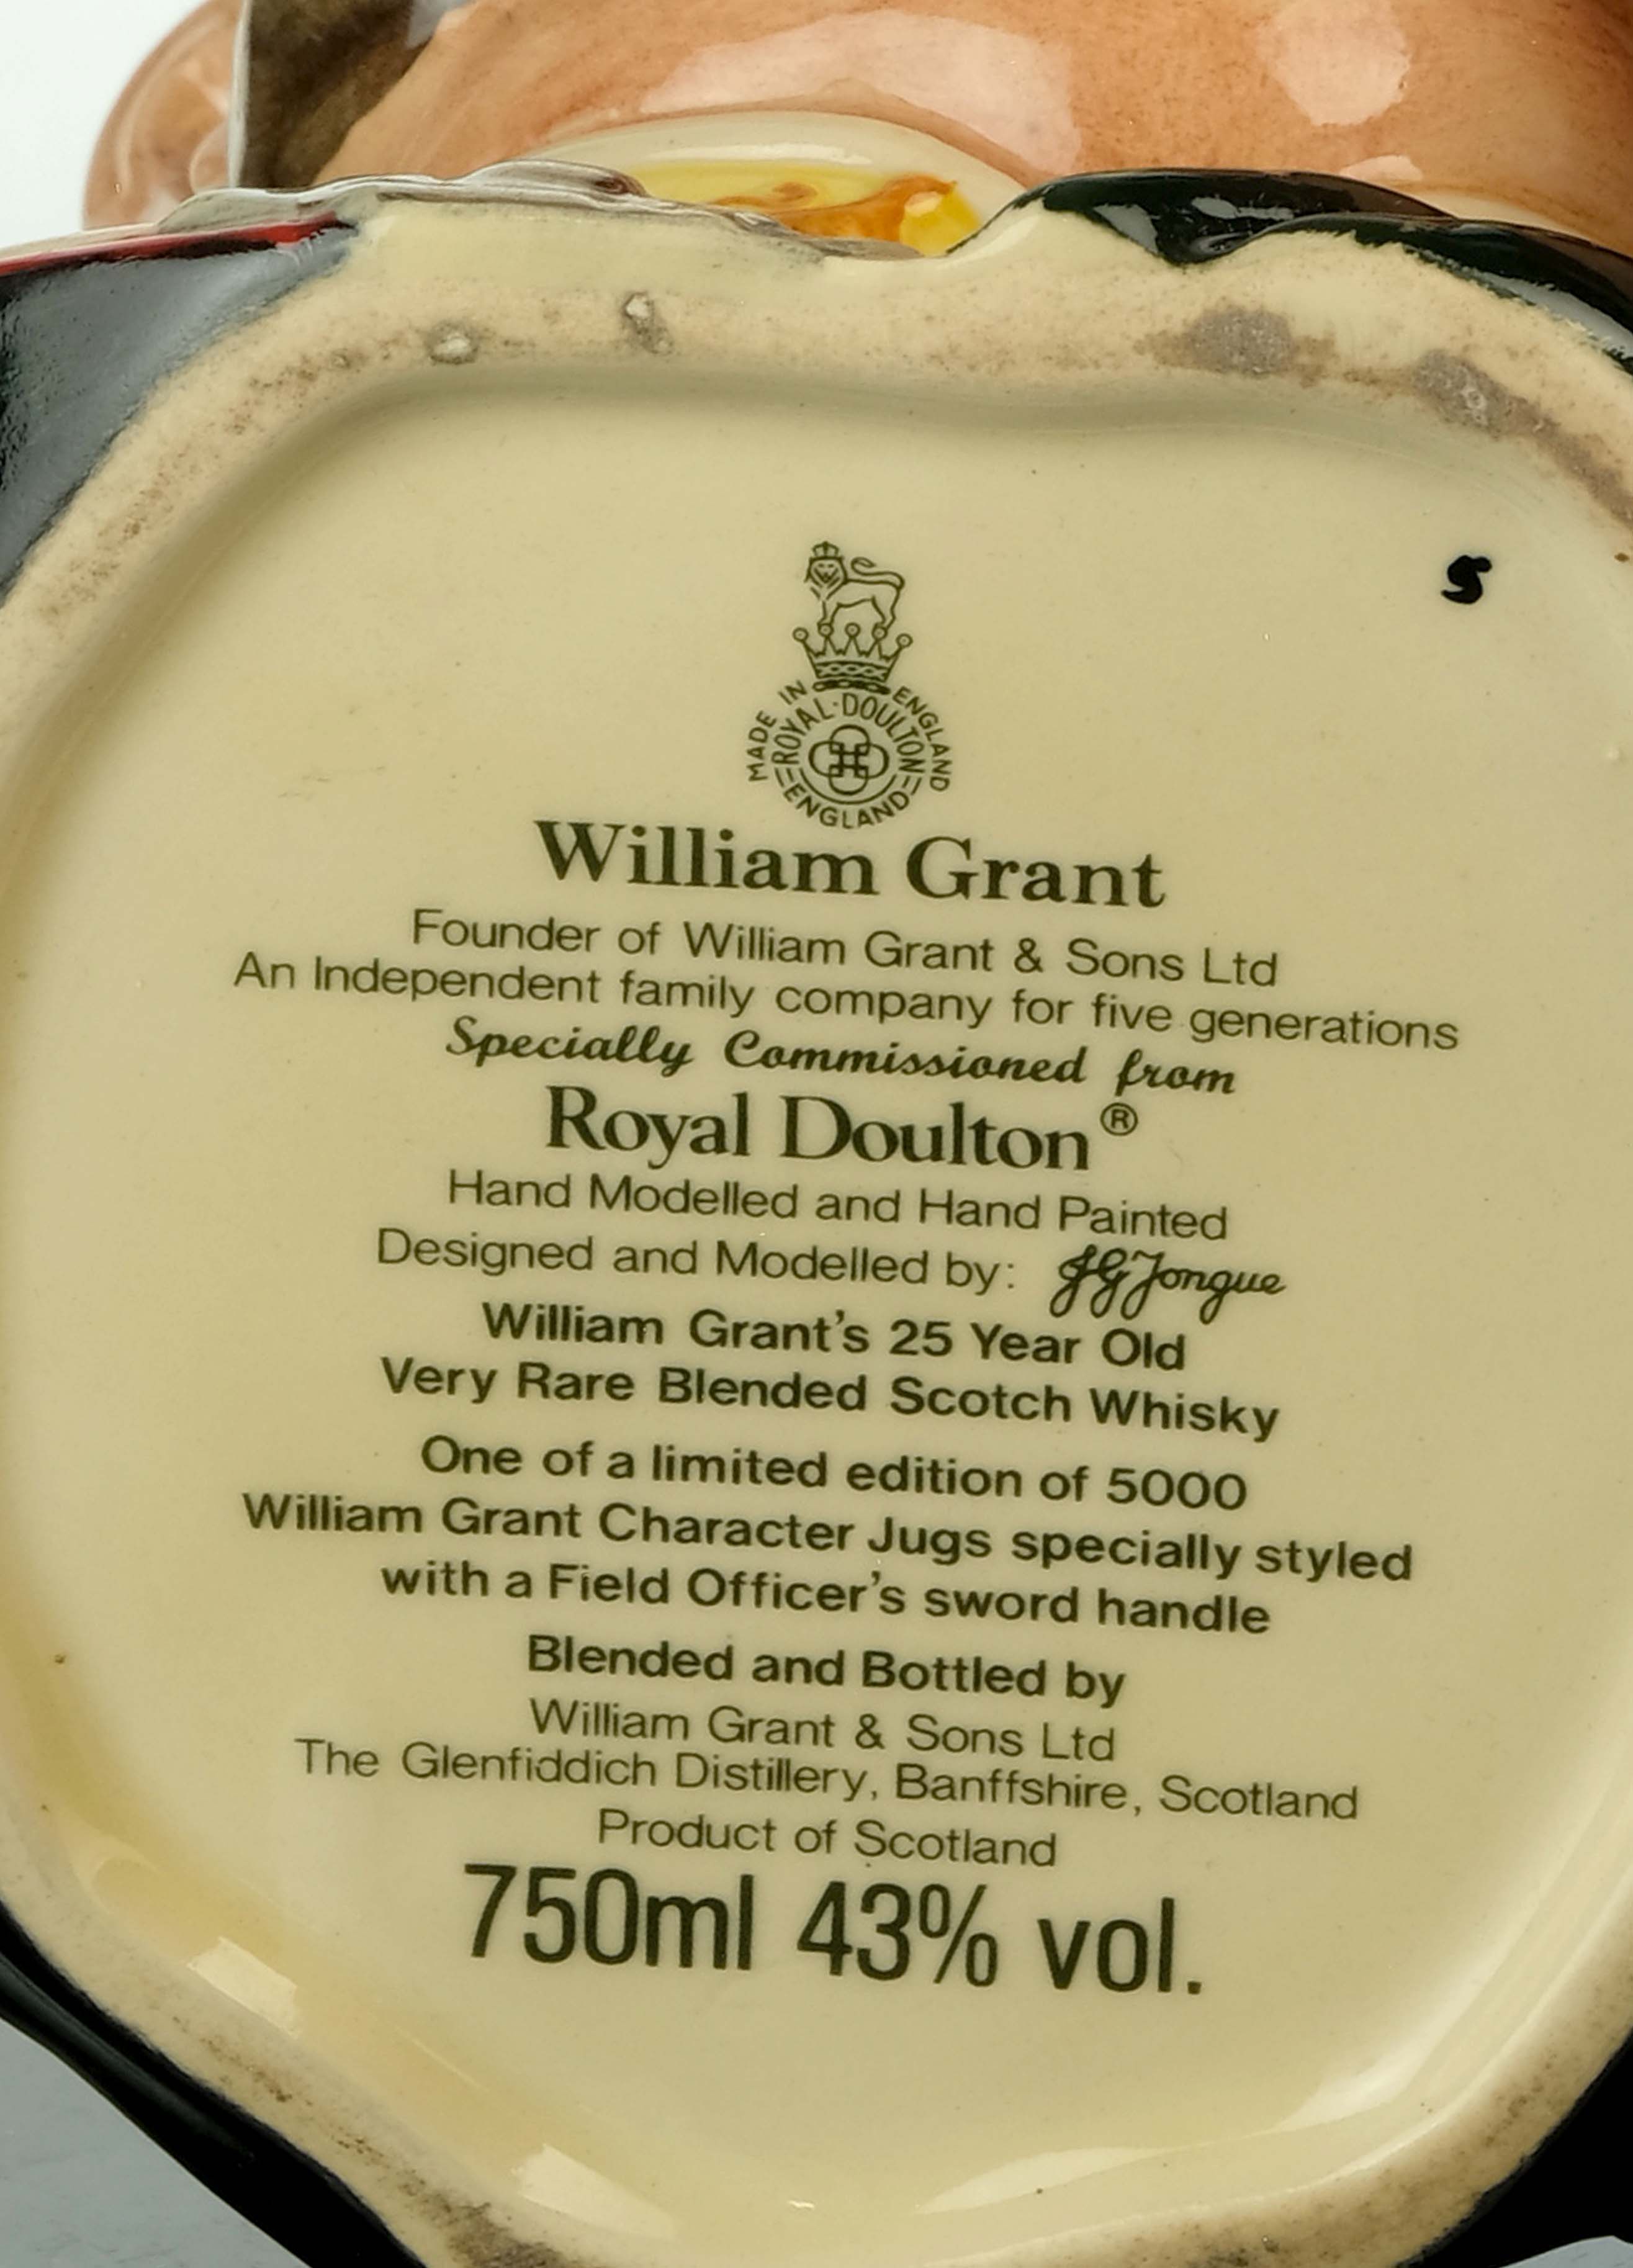 S
MADE IN ENGLAND
ROYAL·DOULTON
ENGLAND
William Grant
Founder of William Grant & Sons Ltd
An Independent family company for five generations
Specially Commissioned from
Royal Doulton®
Hand Modelled and Hand Painted
Designed and Modelled by: JG Jongue
William Grant's 25 Year Old
Very Rare Blended Scotch Whisky
One of a limited edition of 5000
William Grant Character Jugs specially styled
with a Field Officer's sword handle
Blended and Bottled by
William Grant & Sons Ltd
The Glenfiddich Distillery, Banffshire, Scotland
Product of Scotland
750ml 43% vol.